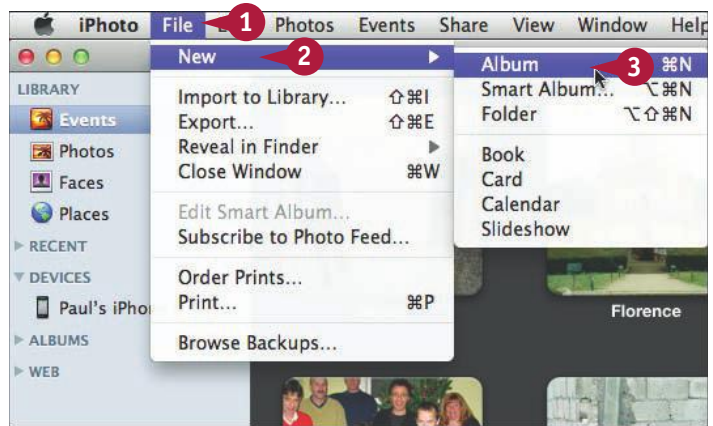 iPhoto File Photos Events Share View Window Help
1
New
2
Album ⌘N
3
Smart Album... ⌥⌘N
Folder ⌥⇧⌘N
Book
Card
Calendar
Slideshow
Import to Library... ⇧⌘I
Export... ⇧⌘E
Reveal in Finder
Close Window ⌘W
Edit Smart Album...
Subscribe to Photo Feed...
Order Prints...
Print... ⌘P
Browse Backups...
LIBRARY
Events
Photos
Faces
Places
RECENT
DEVICES
Paul's iPho
ALBUMS
WEB
Florence